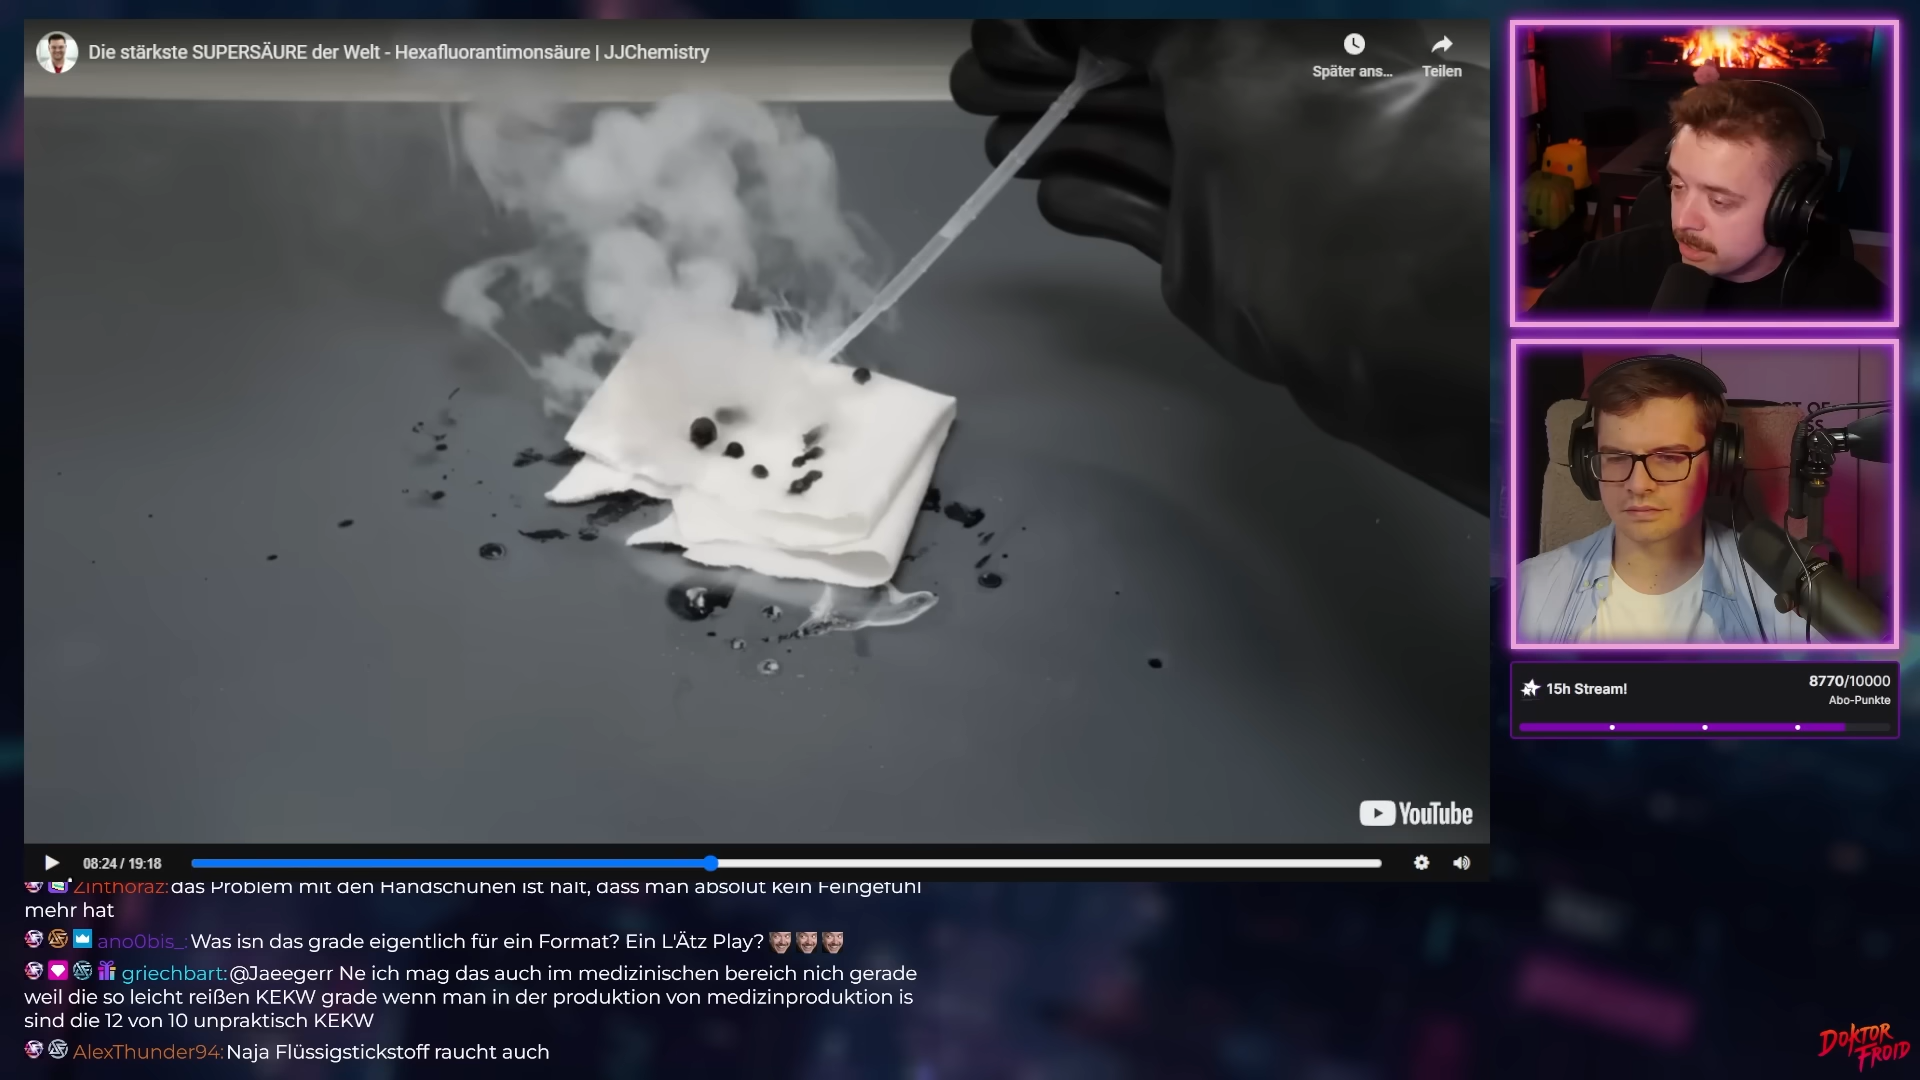 Die stärkste SUPERSÄURE der Welt - Hexafluorantimonsäure | JJChemistry
Später ans...
Teilen
YouTube
08:24 / 19:18
15h Stream!
8770/10000
Abo-Punkte
Zinthoraz: das Problem mit den Handschuhen ist halt, dass man absolut kein Feingefühl
mehr hat
ano0bis_: Was isn das grade eigentlich für ein Format? Ein L'Ätz Play?
griechbart: @Jaeegerr Ne ich mag das auch im medizinischen bereich nich gerade
weil die so leicht reißen KEKW grade wenn man in der produktion von medizinproduktion is
sind die 12 von 10 unpraktisch KEKW
AlexThunder94: Naja Flüssigstickstoff raucht auch
DOKTOR
FROID